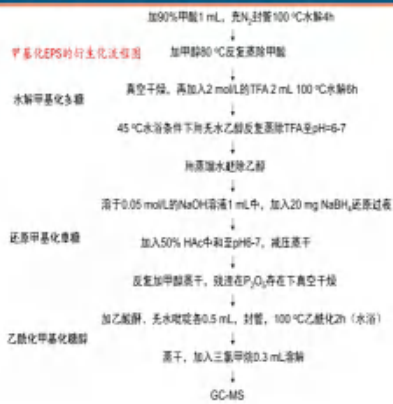 加90%甲酸1 mL，充N₂封管100 ℃水解4h
甲基化EPS的衍生化流程图
加甲醇80 ℃反复蒸除甲酸
水解甲基化多糖
真空干燥，再加入2 mol/L的TFA 2 mL 100 ℃水解6h
45 ℃水浴条件下用无水乙醇反复蒸除TFA至pH=6-7
用蒸馏水赶除乙醇
溶于0.05 mol/L的NaOH溶液1 mL中，加入20 mg NaBH₄还原过夜
还原甲基化单糖
加入50% HAc中和至pH6-7，减压蒸干
反复加甲醇蒸干，残渣在P₂O₅存在下真空干燥
加乙酸酐、无水吡啶各0.5 mL，封管，100 ℃乙酰化2h（水浴）
乙酰化甲基化糖醇
蒸干，加入三氯甲烷0.3 mL溶解
GC-MS